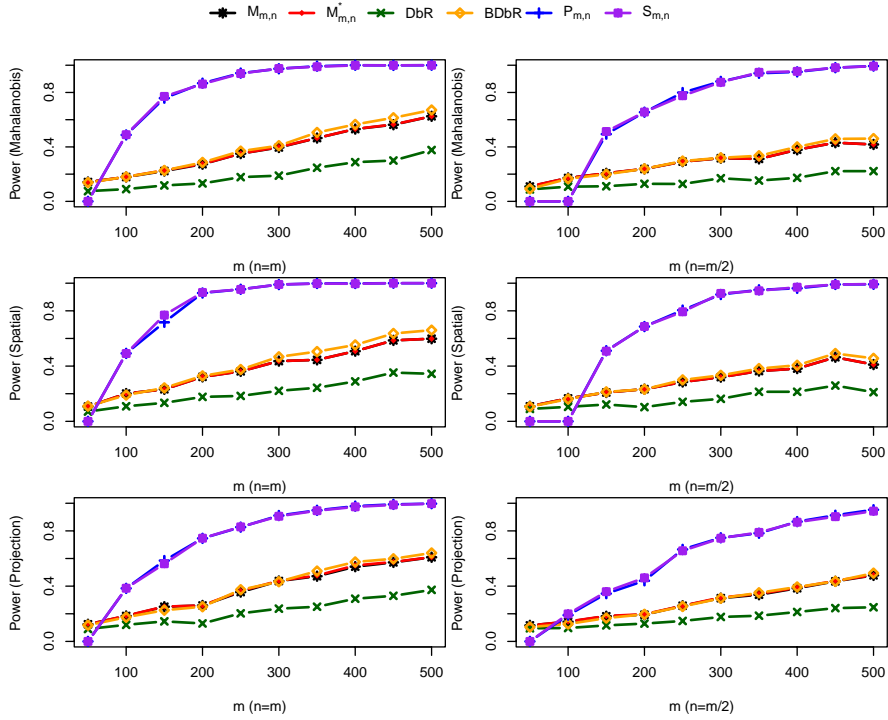 M_{m,n} M^*_{m,n} DbR BDbR P_{m,n} S_{m,n}
Power (Mahalanobis)
0.0 0.4 0.8
100 200 300 400 500
m (n=m)
Power (Mahalanobis)
0.0 0.4 0.8
100 200 300 400 500
m (n=m/2)
Power (Spatial)
0.0 0.4 0.8
100 200 300 400 500
m (n=m)
Power (Spatial)
0.0 0.4 0.8
100 200 300 400 500
m (n=m/2)
Power (Projection)
0.0 0.4 0.8
100 200 300 400 500
m (n=m)
Power (Projection)
0.0 0.4 0.8
100 200 300 400 500
m (n=m/2)